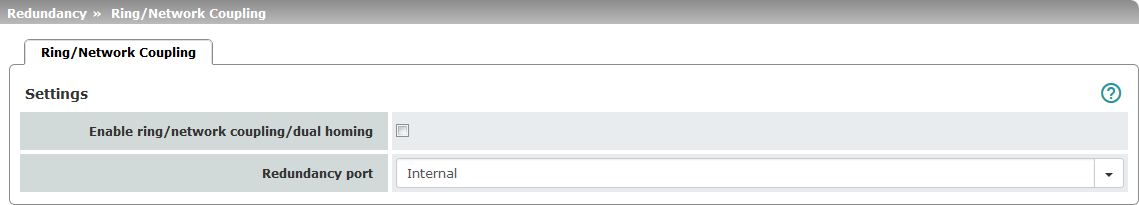 Redundancy » Ring/Network Coupling
Ring/Network Coupling
Settings
Enable ring/network coupling/dual homing
Redundancy port Internal